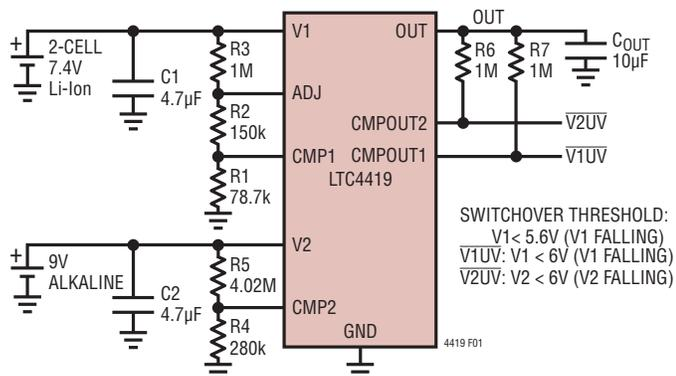 2-CELL
7.4V
Li-Ion
C1
4.7µF
R3
1M
R2
150k
R1
78.7k
V1
ADJ
CMP1
OUT
CMPOUT2
CMPOUT1
LTC4419
OUT
R6
1M
R7
1M
COUT
10µF
V2UV
V1UV
9V
ALKALINE
C2
4.7µF
R5
4.02M
R4
280k
V2
CMP2
GND
SWITCHOVER THRESHOLD:
V1< 5.6V (V1 FALLING)
V1UV: V1 < 6V (V1 FALLING)
V2UV: V2 < 6V (V2 FALLING)
4419 F01